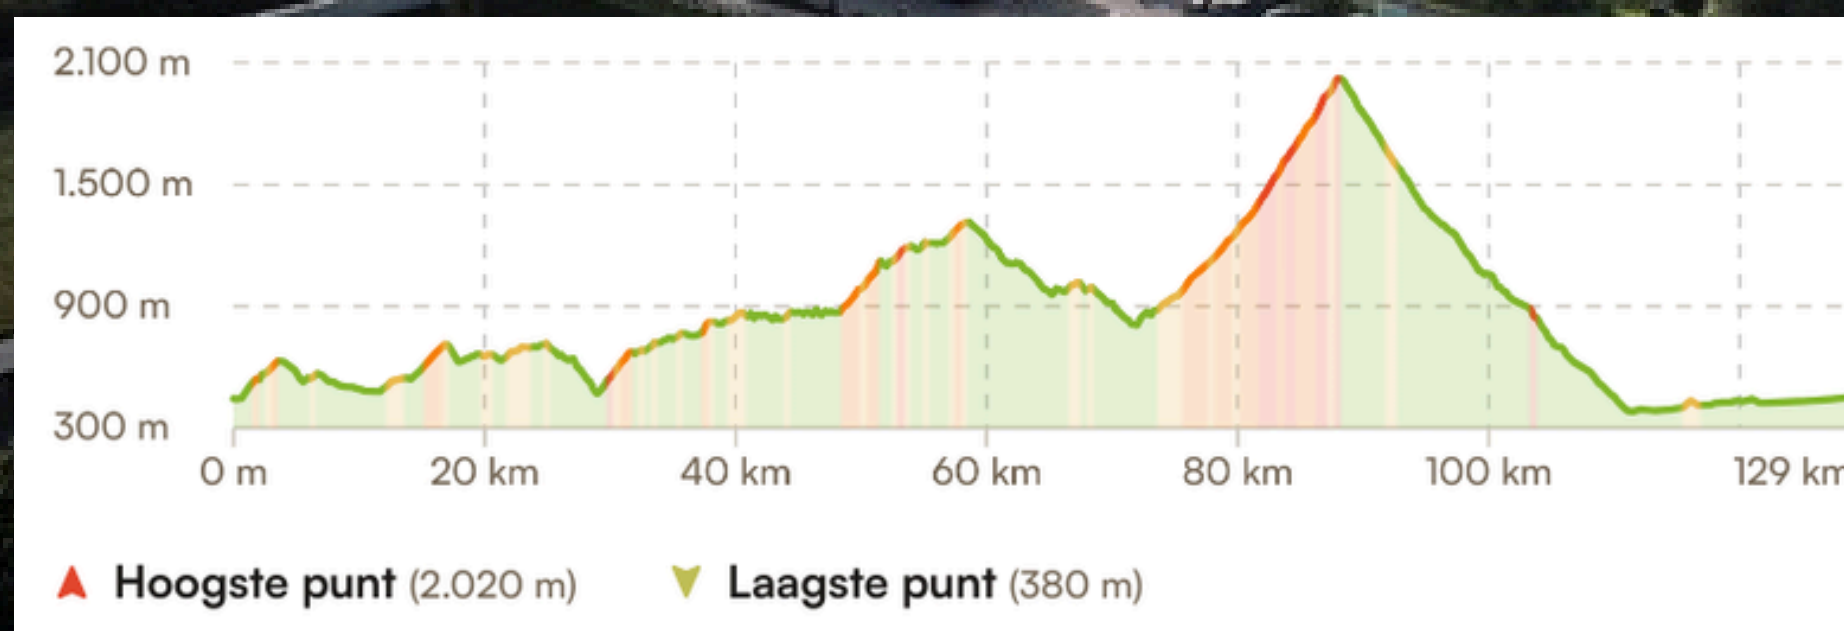 2.100 m
1.500 m
900 m
300 m
0 m 20 km 40 km 60 km 80 km 100 km 129 km
Hoogste punt (2.020 m) Laagste punt (380 m)